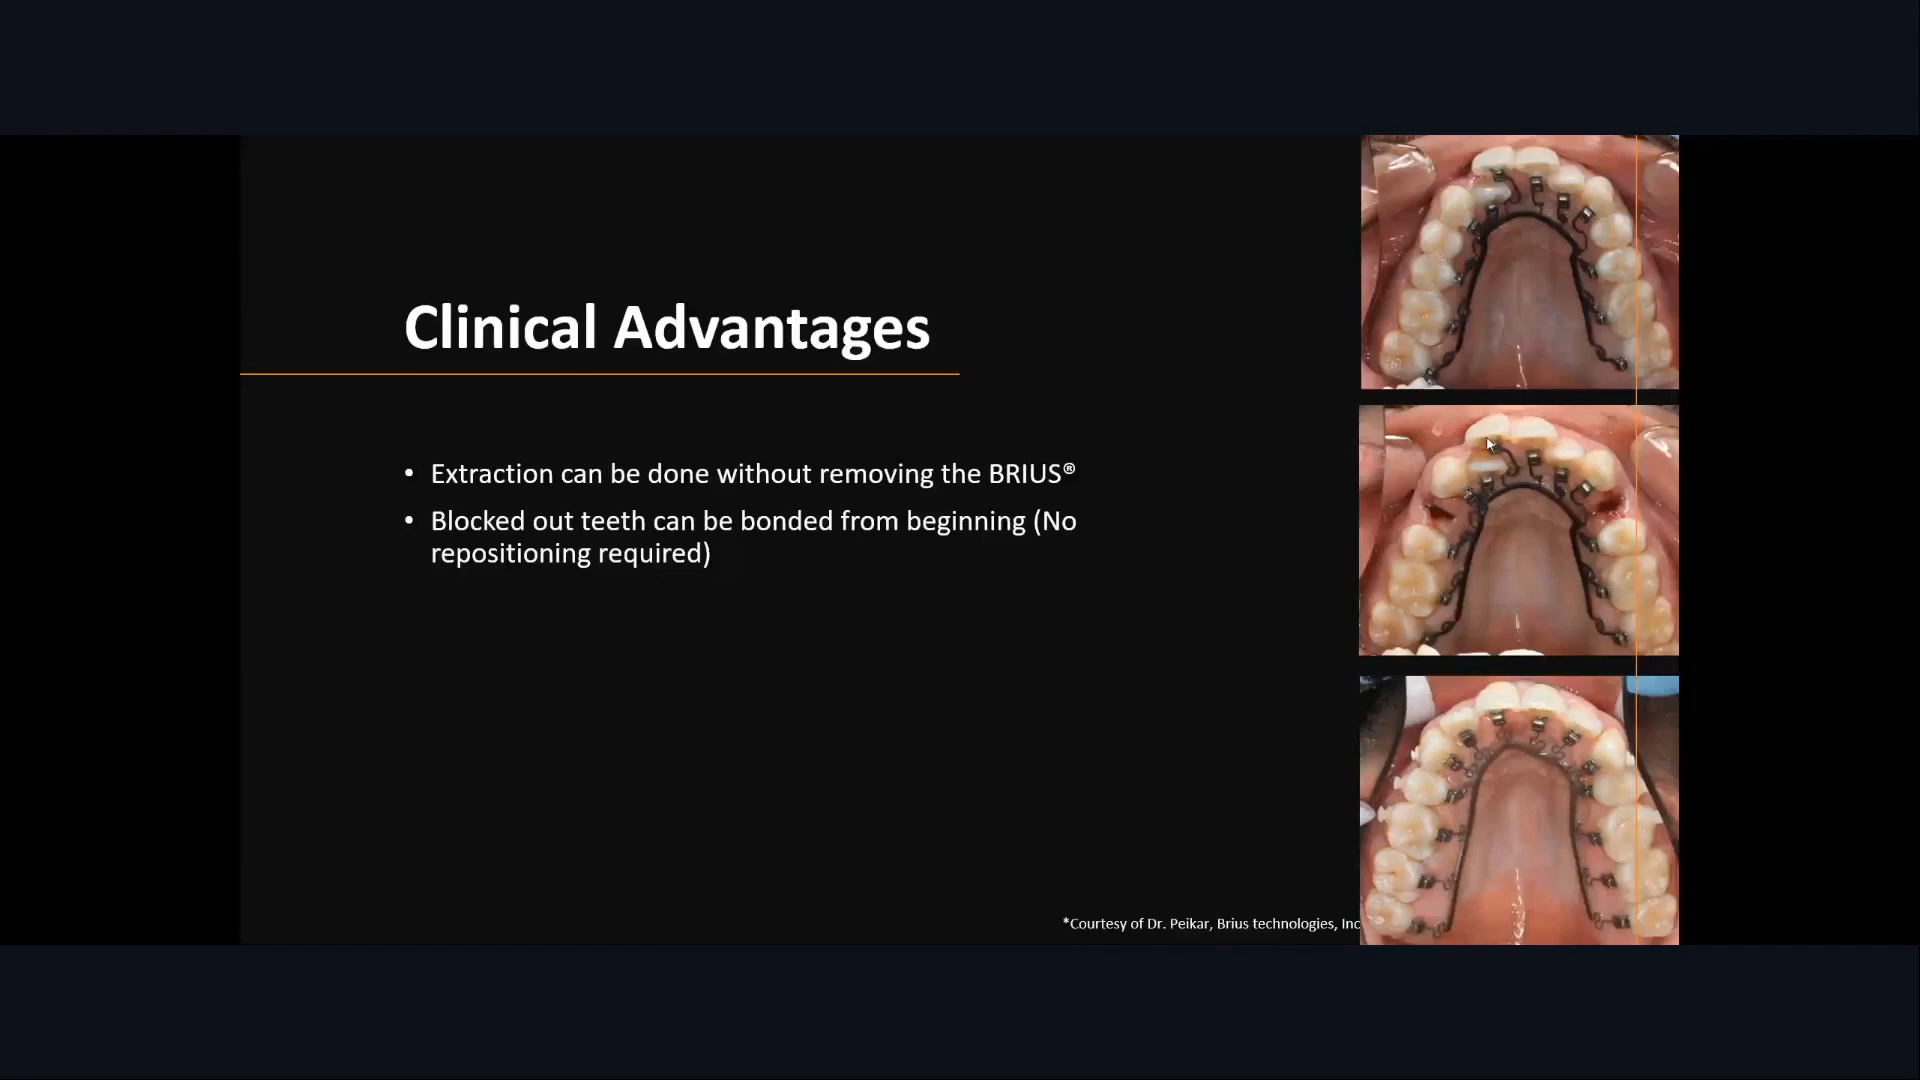 Clinical Advantages
• Extraction can be done without removing the BRIUS®
• Blocked out teeth can be bonded from beginning (No
repositioning required)
*Courtesy of Dr. Peikar, Brius technologies, Inc